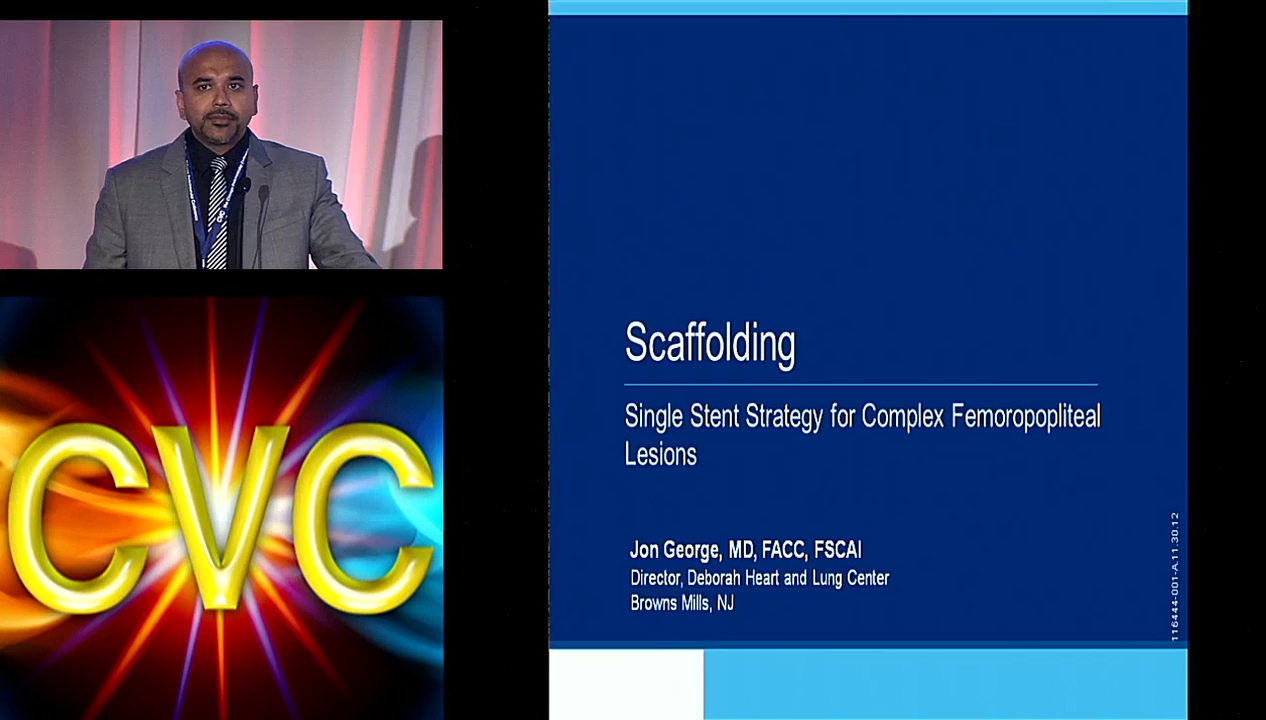 CVC
Scaffolding
Single Stent Strategy for Complex Femoropopliteal
Lesions
Jon George, MD, FACC, FSCAI
Director, Deborah Heart and Lung Center
Browns Mills, NJ
116444-001-A.11.30.12